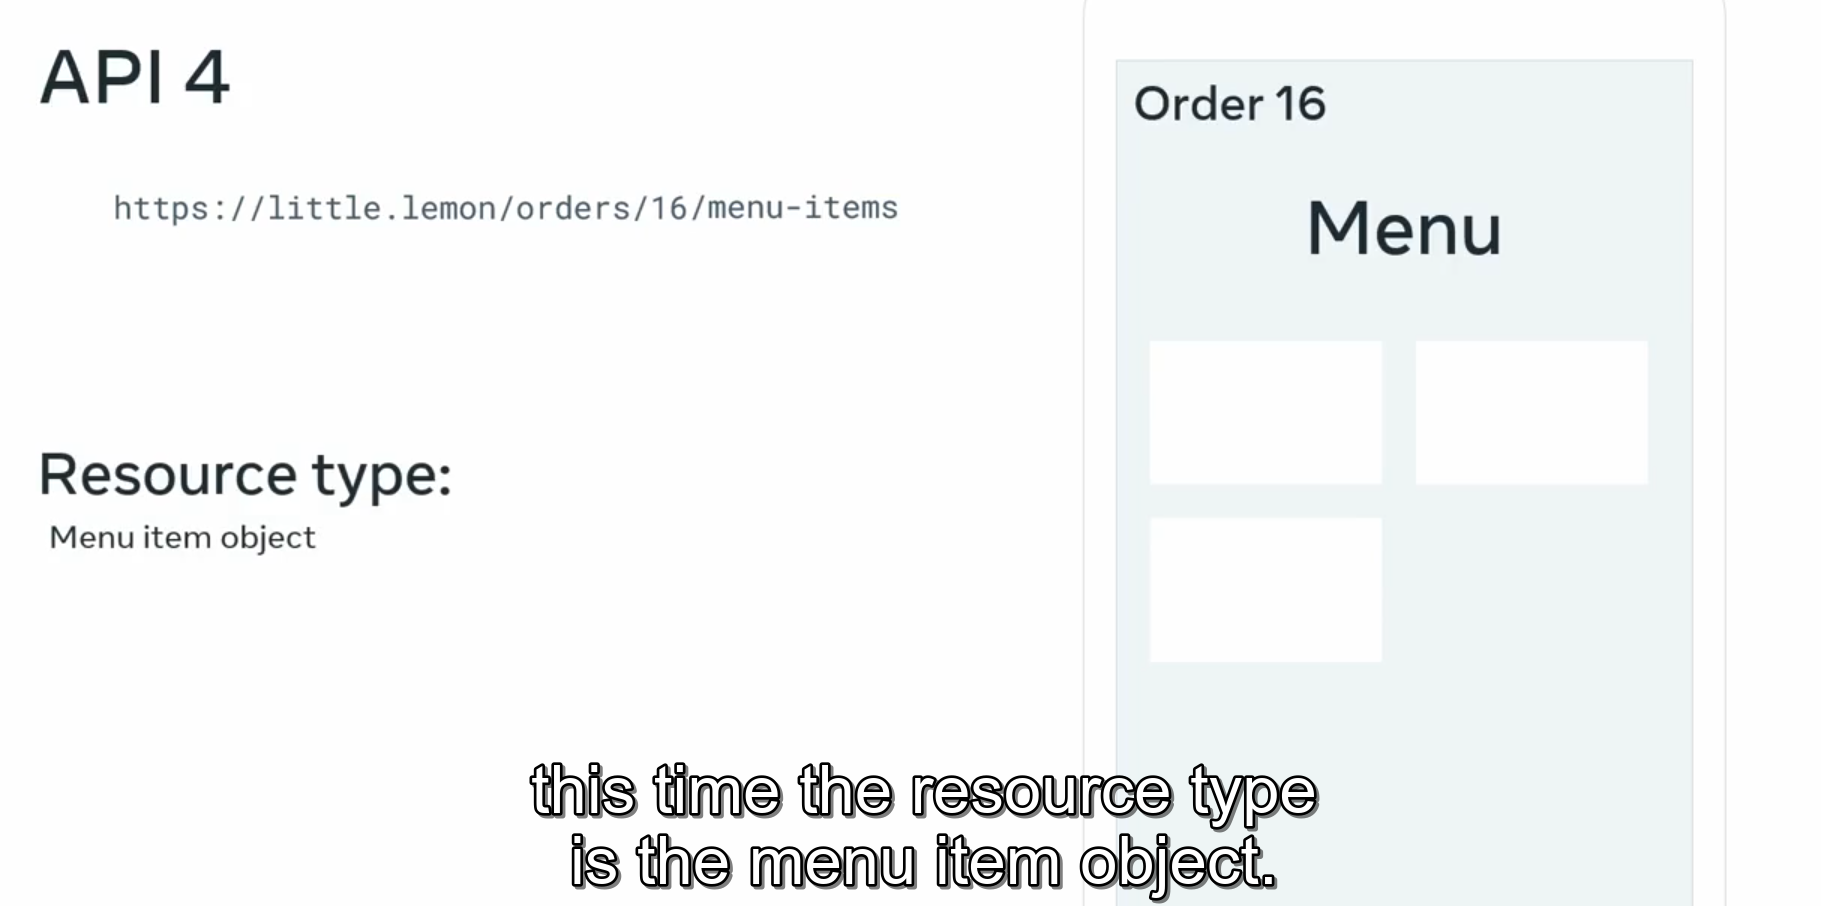 API 4
https://little.lemon/orders/16/menu-items
Resource type:
Menu item object
Order 16
Menu
this time the resource type
is the menu item object.